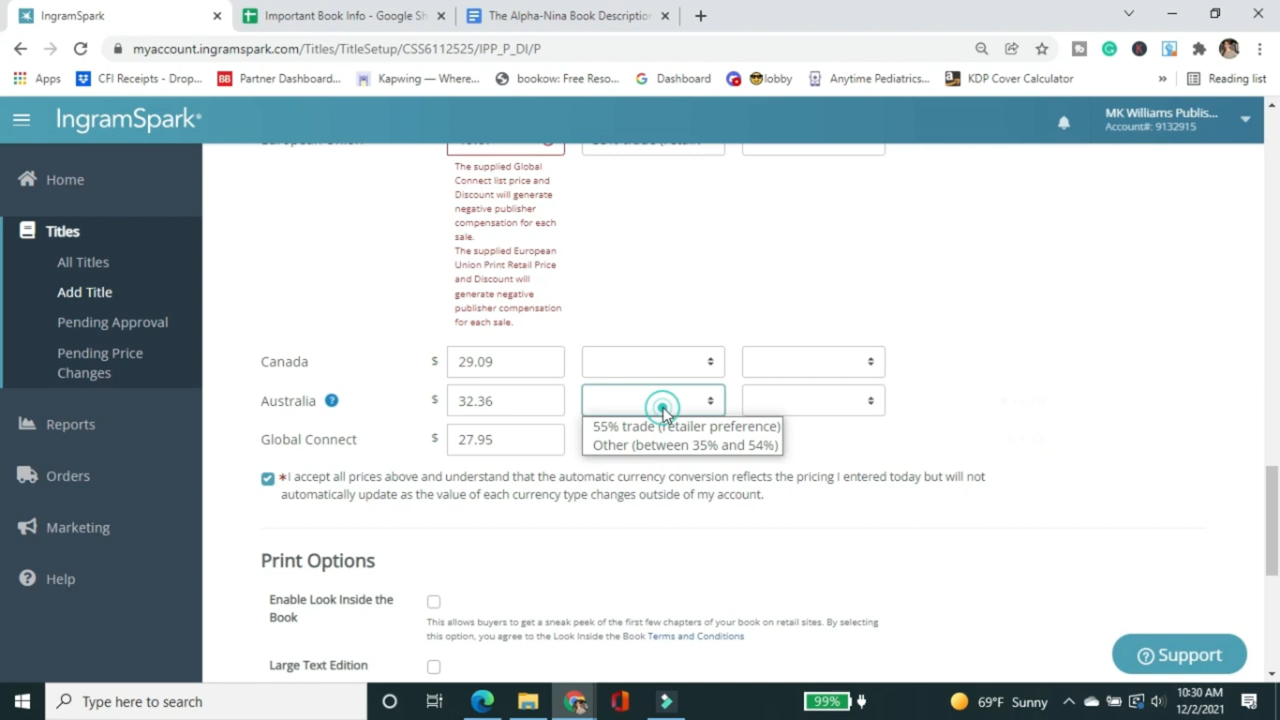 IngramSpark
Important Book Info - Google Sh
The Alpha-Nina Book Description
myaccount.ingramspark.com/Titles/TitleSetup/CSS6112525/IPP_P_DI/P
Apps
CFI Receipts - Drop...
BB
Partner Dashboard...
Kapwing — Where...
bookow: Free Reso...
Dashboard
lobby
Anytime Pediatrics...
KDP Cover Calculator
»
Reading list
IngramSpark®
MK Williams Publis...
Account#: 9132915
Home
Titles
All Titles
Add Title
Pending Approval
Pending Price
Changes
Reports
Orders
Marketing
Help
The supplied Global
Connect list price and
Discount will generate
negative publisher
compensation for each
sale.
The supplied European
Union Print Retail Price
and Discount will
generate negative
publisher compensation
for each sale.
Canada $ 29.09
Australia ? $ 32.36
55% trade (retailer preference)
Other (between 35% and 54%)
Global Connect $ 27.95
*I accept all prices above and understand that the automatic currency conversion reflects the pricing I entered today but will not
automatically update as the value of each currency type changes outside of my account.
Print Options
Enable Look Inside the
Book
This allows buyers to get a sneak peek of the first few chapters of your book on retail sites. By selecting
this option, you agree to the Look Inside the Book Terms and Conditions
Large Text Edition
Support
Type here to search
99%
69°F Sunny
10:30 AM
12/2/2021